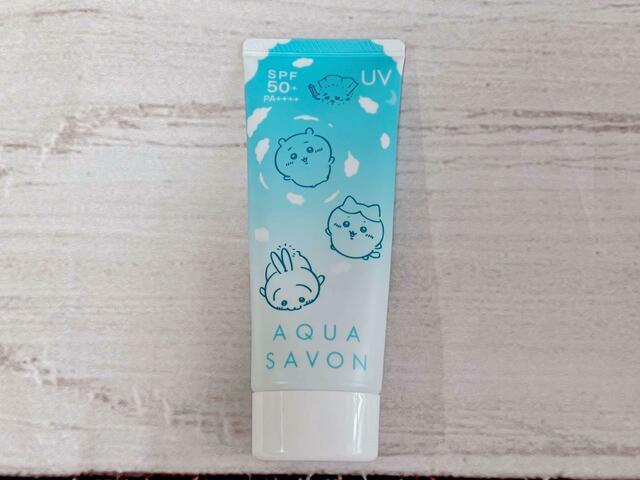 SPF
50+
PA++++
UV
AQUA
SAVON